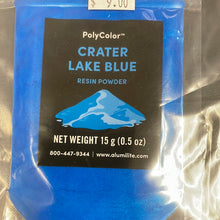 $ 9.00
PolyColor™
CRATER
LAKE BLUE
RESIN POWDER
NET WEIGHT 15 g (0.5 oz)
800-447-9344 | www.alumilite.com